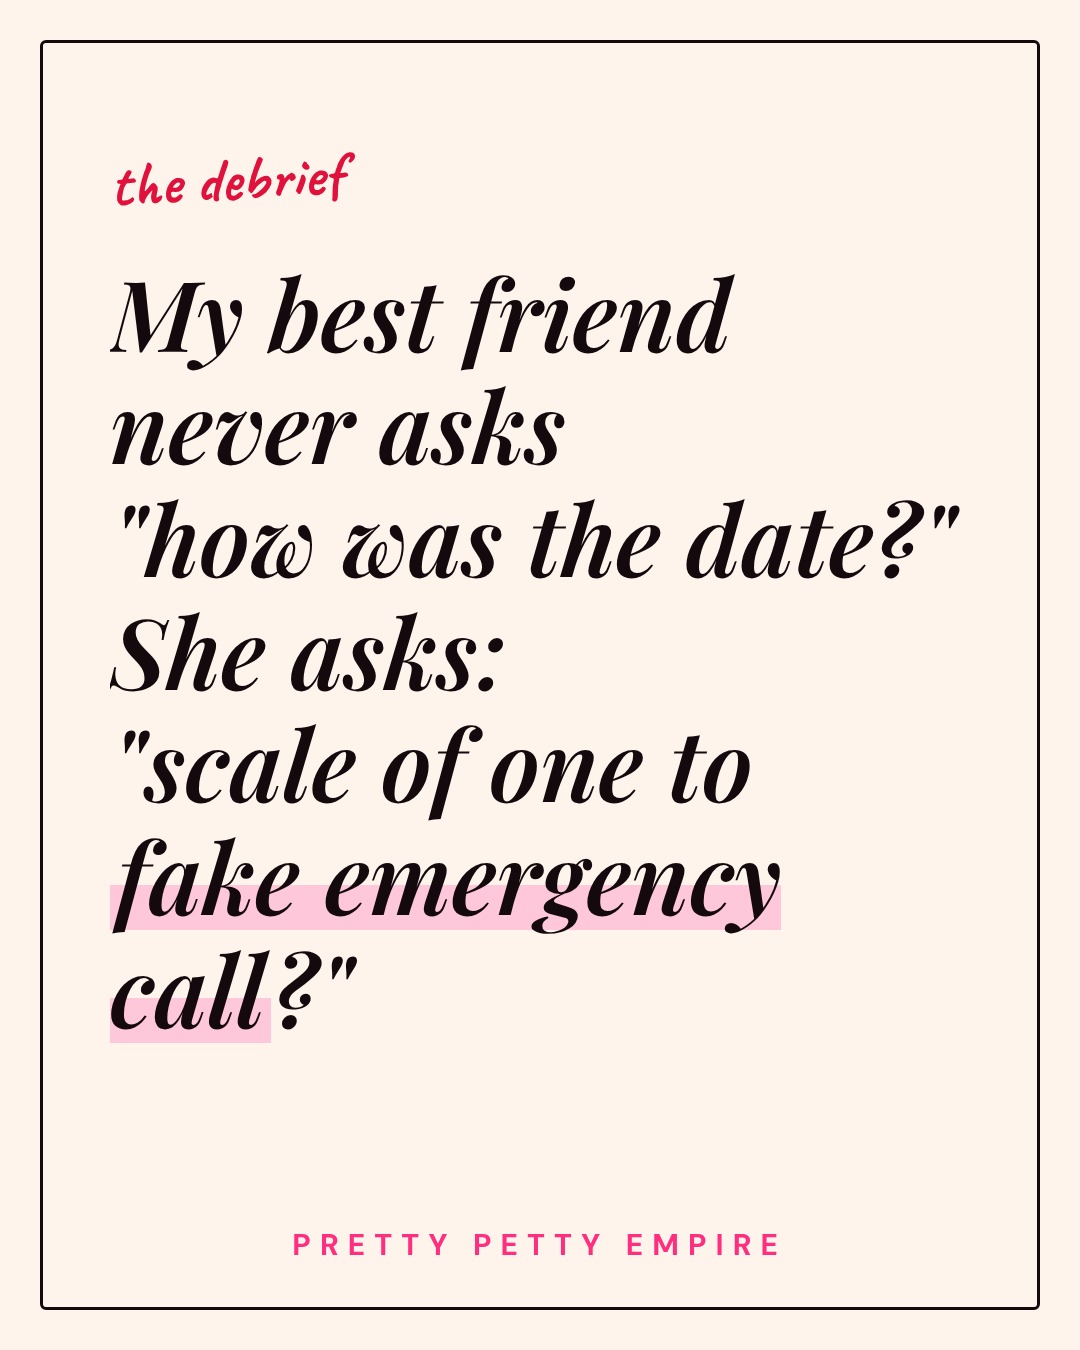 the debrief
My best friend
never asks
"how was the date?"
She asks:
"scale of one to
fake emergency
call?"
PRETTY PETTY EMPIRE